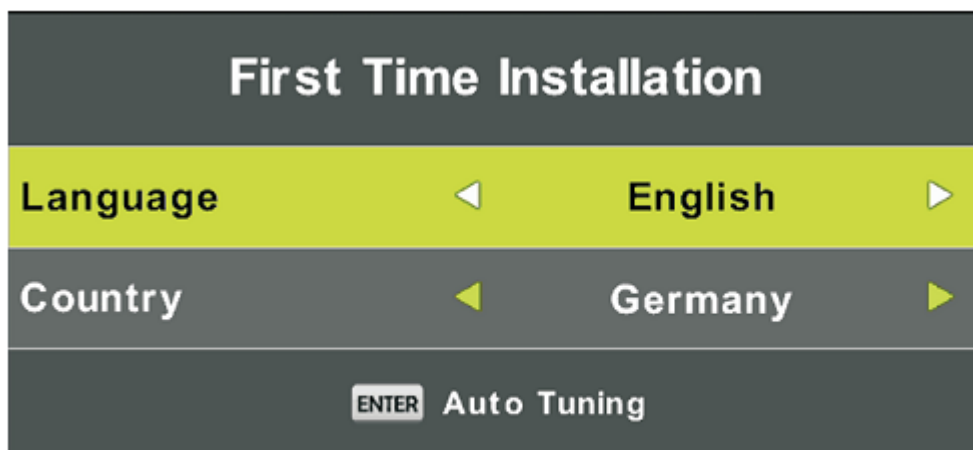 First Time Installation
Language English
Country Germany
ENTER Auto Tuning